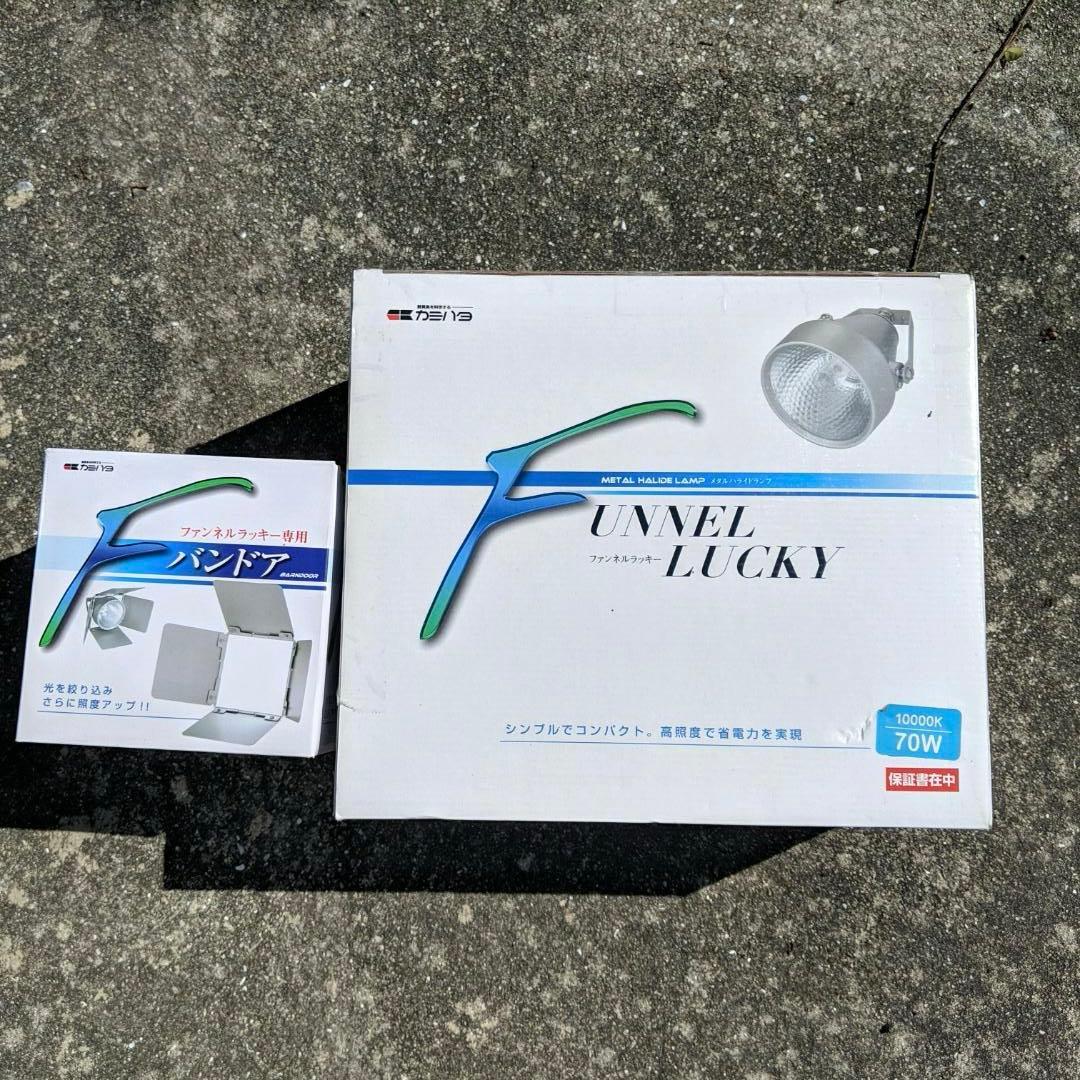 カミハタ
ファンネルラッキー専用
バンドア
BARNDOOR
光を絞り込み
さらに照度アップ!!
カミハタ
METAL HALIDE LAMP メタルハライドランプ
FUNNEL
ファンネルラッキー LUCKY
シンプルでコンパクト。高照度で省電力を実現
10000K
70W
保証書在中